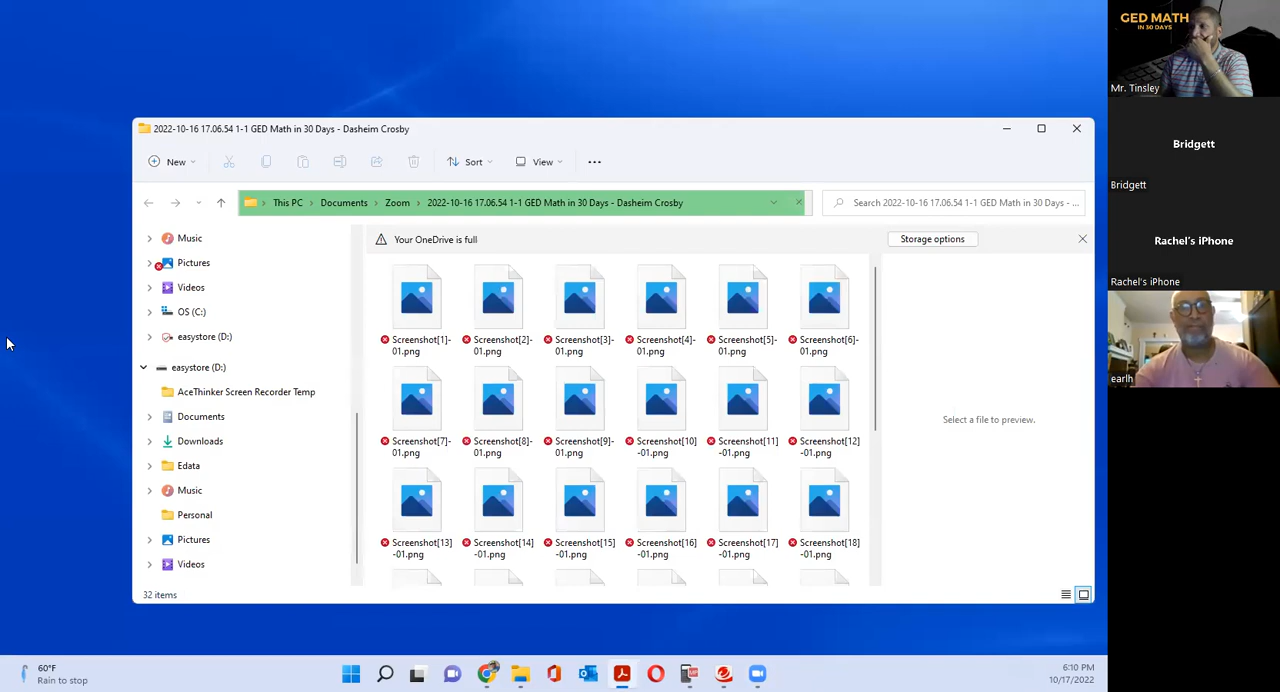 2022-10-16 17.06.54 1-1 GED Math in 30 Days - Dasheim Crosby
New
Sort
View
This PC
Documents
Zoom
2022-10-16 17.06.54 1-1 GED Math in 30 Days - Dasheim Crosby
Search 2022-10-16 17.06.54 1-1 GED Math in 30 Days - ...
Music
Pictures
Videos
OS (C:)
easystore (D:)
easystore (D:)
AceThinker Screen Recorder Temp
Documents
Downloads
Edata
Music
Personal
Pictures
Videos
Your OneDrive is full
Storage options
Screenshot[1]-
01.png
Screenshot[2]-
01.png
Screenshot[3]-
01.png
Screenshot[4]-
01.png
Screenshot[5]-
01.png
Screenshot[6]-
01.png
Screenshot[7]-
01.png
Screenshot[8]-
01.png
Screenshot[9]-
01.png
Screenshot[10]
-01.png
Screenshot[11]
-01.png
Screenshot[12]
-01.png
Screenshot[13]
-01.png
Screenshot[14]
-01.png
Screenshot[15]
-01.png
Screenshot[16]
-01.png
Screenshot[17]
-01.png
Screenshot[18]
-01.png
Select a file to preview.
32 items
60°F
Rain to stop
6:10 PM
10/17/2022
GED MATH
IN 30 DAYS
Mr. Tinsley
Bridgett
Bridgett
Rachel's iPhone
Rachel's iPhone
earlh